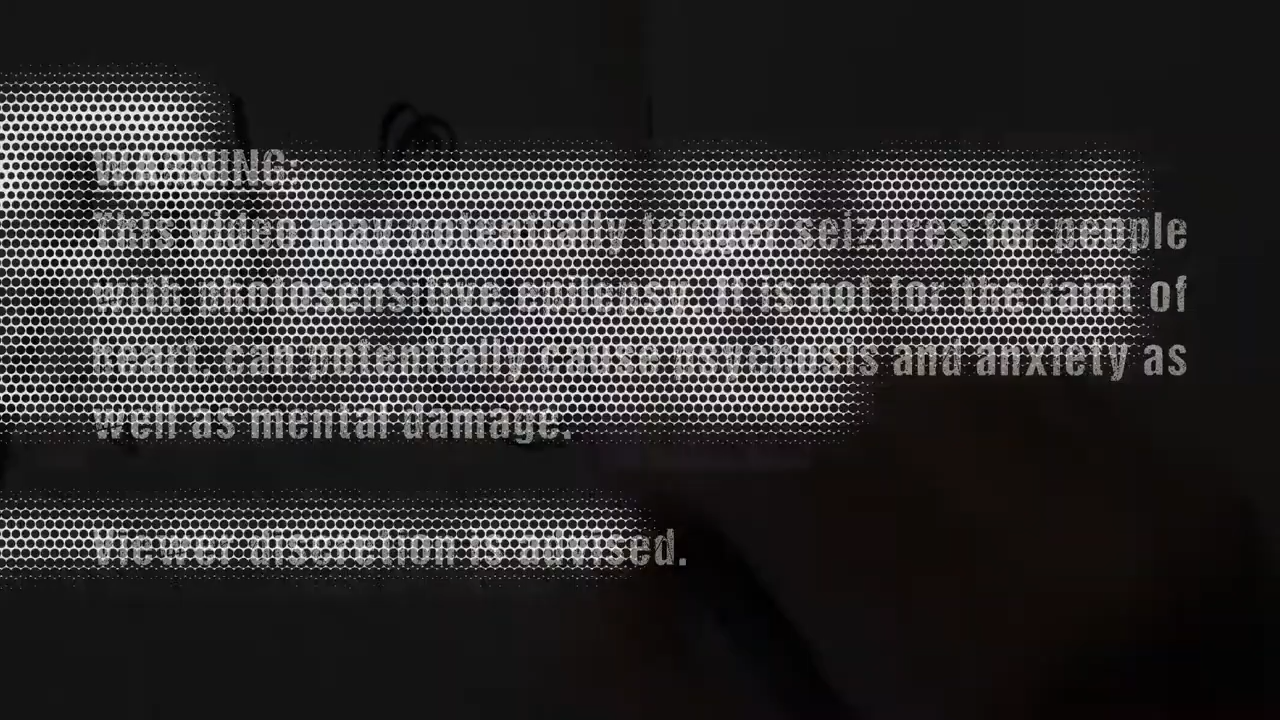 WARNING:
This video may potentially trigger seizures for people
with photosensitive epilepsy. It is not for the faint of
heart, can potentially cause psychosis and anxiety as
well as mental damage.
Viewer discretion is advised.